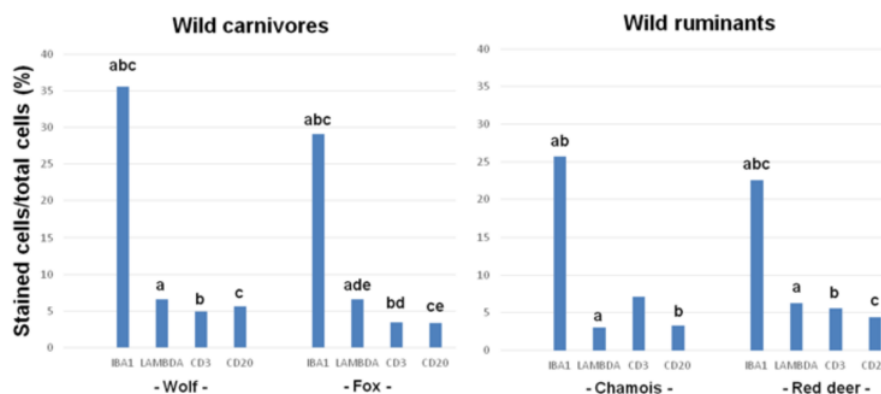 Wild carnivores
Stained cells/total cells (%)
40
35
30
25
20
15
10
5
0
abc
a
b
c
abc
ade
bd
ce
IBA1 LAMBDA CD3 CD20 IBA1 LAMBDA CD3 CD20
- Wolf - - Fox -
Wild ruminants
40
35
30
25
20
15
10
5
0
ab
a
b
abc
a
b
c
IBA1 LAMBDA CD3 CD20 IBA1 LAMBDA CD3 CD2
- Chamois - - Red deer -